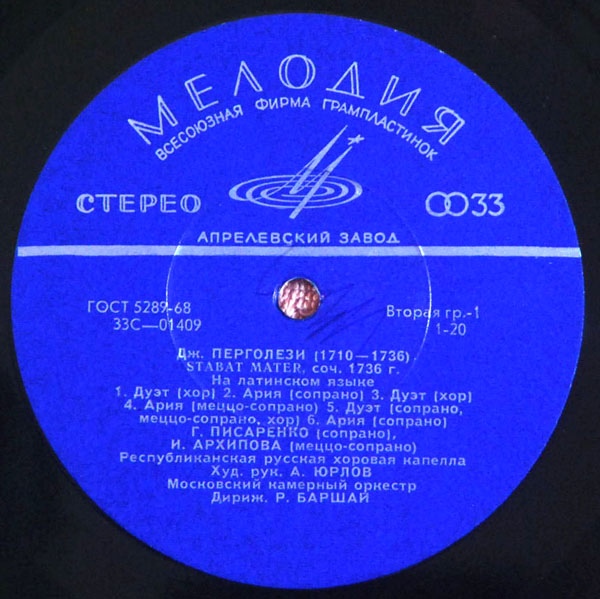 МЕЛОДИЯ
ВСЕСОЮЗНАЯ ФИРМА ГРАМПЛАСТИНОК
СТЕРЕО
33
АПРЕЛЕВСКИЙ ЗАВОД
ГОСТ 5289-68
33С—01409
Вторая гр.-1
1-20
Дж. ПЕРГОЛЕЗИ (1710—1736)
STABAT MATER, соч. 1736 г.
На латинском языке
1. Дуэт (хор) 2. Ария (сопрано) 3. Дуэт (хор)
4. Ария (меццо-сопрано) 5. Дуэт (сопрано,
меццо-сопрано, хор) 6. Ария (сопрано)
Г. ПИСАРЕНКО (сопрано),
И. АРХИПОВА (меццо-сопрано)
Республиканская русская хоровая капелла
Худ. рук. А. ЮРЛОВ
Московский камерный оркестр
Дириж. Р. БАРШАЙ